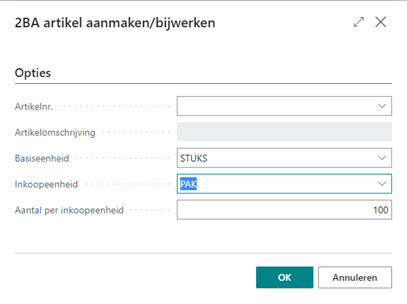 2BA artikel aanmaken/bijwerken
Opties
Artikelnr.
Artikelomschrijving
Basiseenheid STUKS
Inkoopeenheid PAK
Aantal per inkoopeenheid 100
OK Annuleren